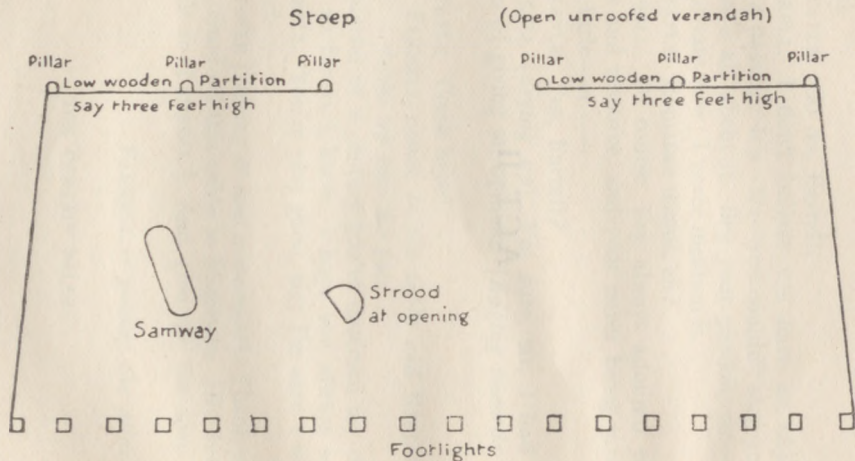 Stoep (Open unroofed verandah)
Pillar Pillar Pillar Pillar Pillar Pillar
Low wooden Partition Low wooden Partition
say three feet high say three feet high
Strood
at opening
Samway
Footlights